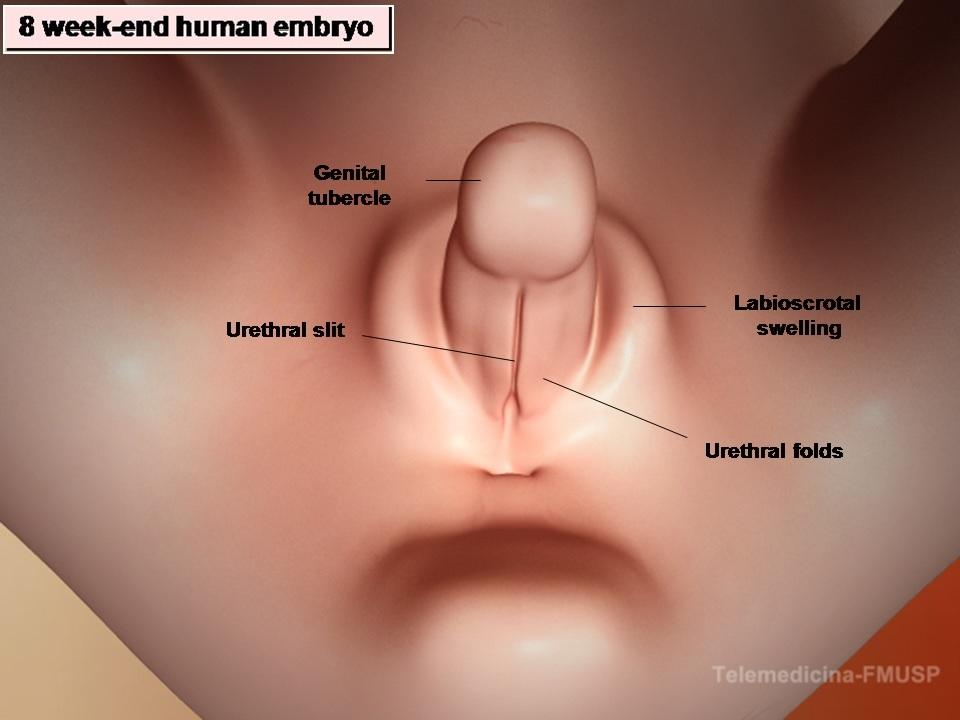 8 week-end human embryo
Genital
tubercle
Labioscrotal
swelling
Urethral slit
Urethral folds
Telemedicina-FMUSP